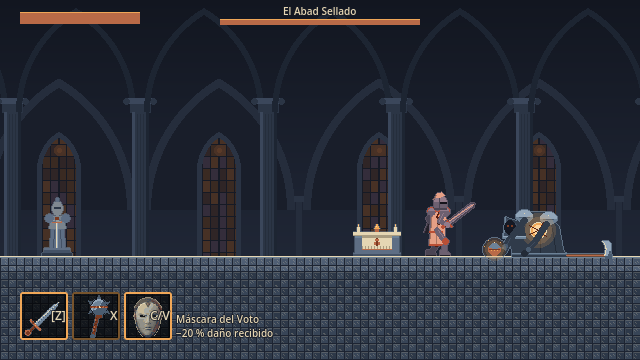 El Abad Sellado
[Z]
X
C/V
Máscara del Voto
−20 % daño recibido